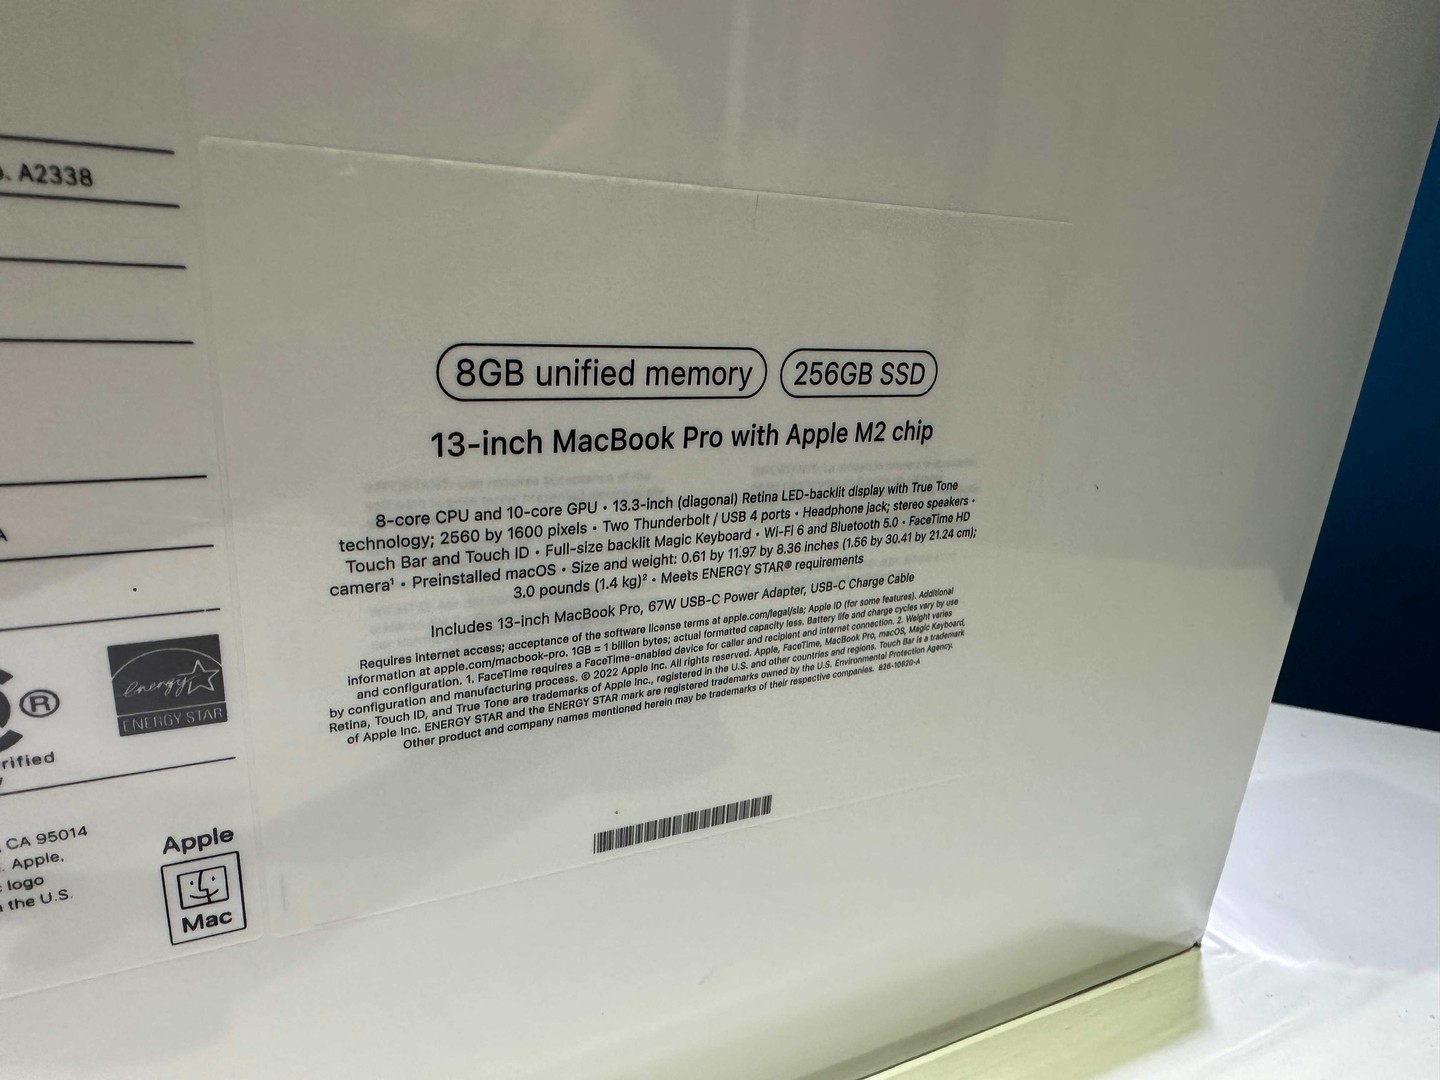 . A2338
A
®
rified
energy
ENERGY STAR
, CA 95014
. Apple.
logo
the U.S.
Apple
Mac
8GB unified memory 256GB SSD
13-inch MacBook Pro with Apple M2 chip
8-core CPU and 10-core GPU • 13.3-inch (diagonal) Retina LED-backlit display with True Tone
technology; 2560 by 1600 pixels • Two Thunderbolt / USB 4 ports • Headphone jack; stereo speakers •
Touch Bar and Touch ID • Full-size backlit Magic Keyboard • Wi-Fi 6 and Bluetooth 5.0 • FaceTime HD
camera¹ • Preinstalled macOS • Size and weight: 0.61 by 11.97 by 8.36 inches (1.56 by 30.41 by 21.24 cm);
3.0 pounds (1.4 kg)² • Meets ENERGY STAR® requirements
Includes 13-inch MacBook Pro, 67W USB-C Power Adapter, USB-C Charge Cable
Requires internet access; acceptance of the software license terms at apple.com/legal/sla; Apple ID (for some features). Additional
information at apple.com/macbook-pro. 1GB = 1 billion bytes; actual formatted capacity less. Battery life and charge cycles vary by use
and configuration. 1. FaceTime requires a FaceTime-enabled device for caller and recipient and internet connection. 2. Weight varies
by configuration and manufacturing process. © 2022 Apple Inc. All rights reserved. Apple, FaceTime, MacBook Pro, macOS, Magic Keyboard,
Retina, Touch ID, and True Tone are trademarks of Apple Inc., registered in the U.S. and other countries and regions. Touch Bar is a trademark
of Apple Inc. ENERGY STAR and the ENERGY STAR mark are registered trademarks owned by the U.S. Environmental Protection Agency.
Other product and company names mentioned herein may be trademarks of their respective companies. 626-10620-A